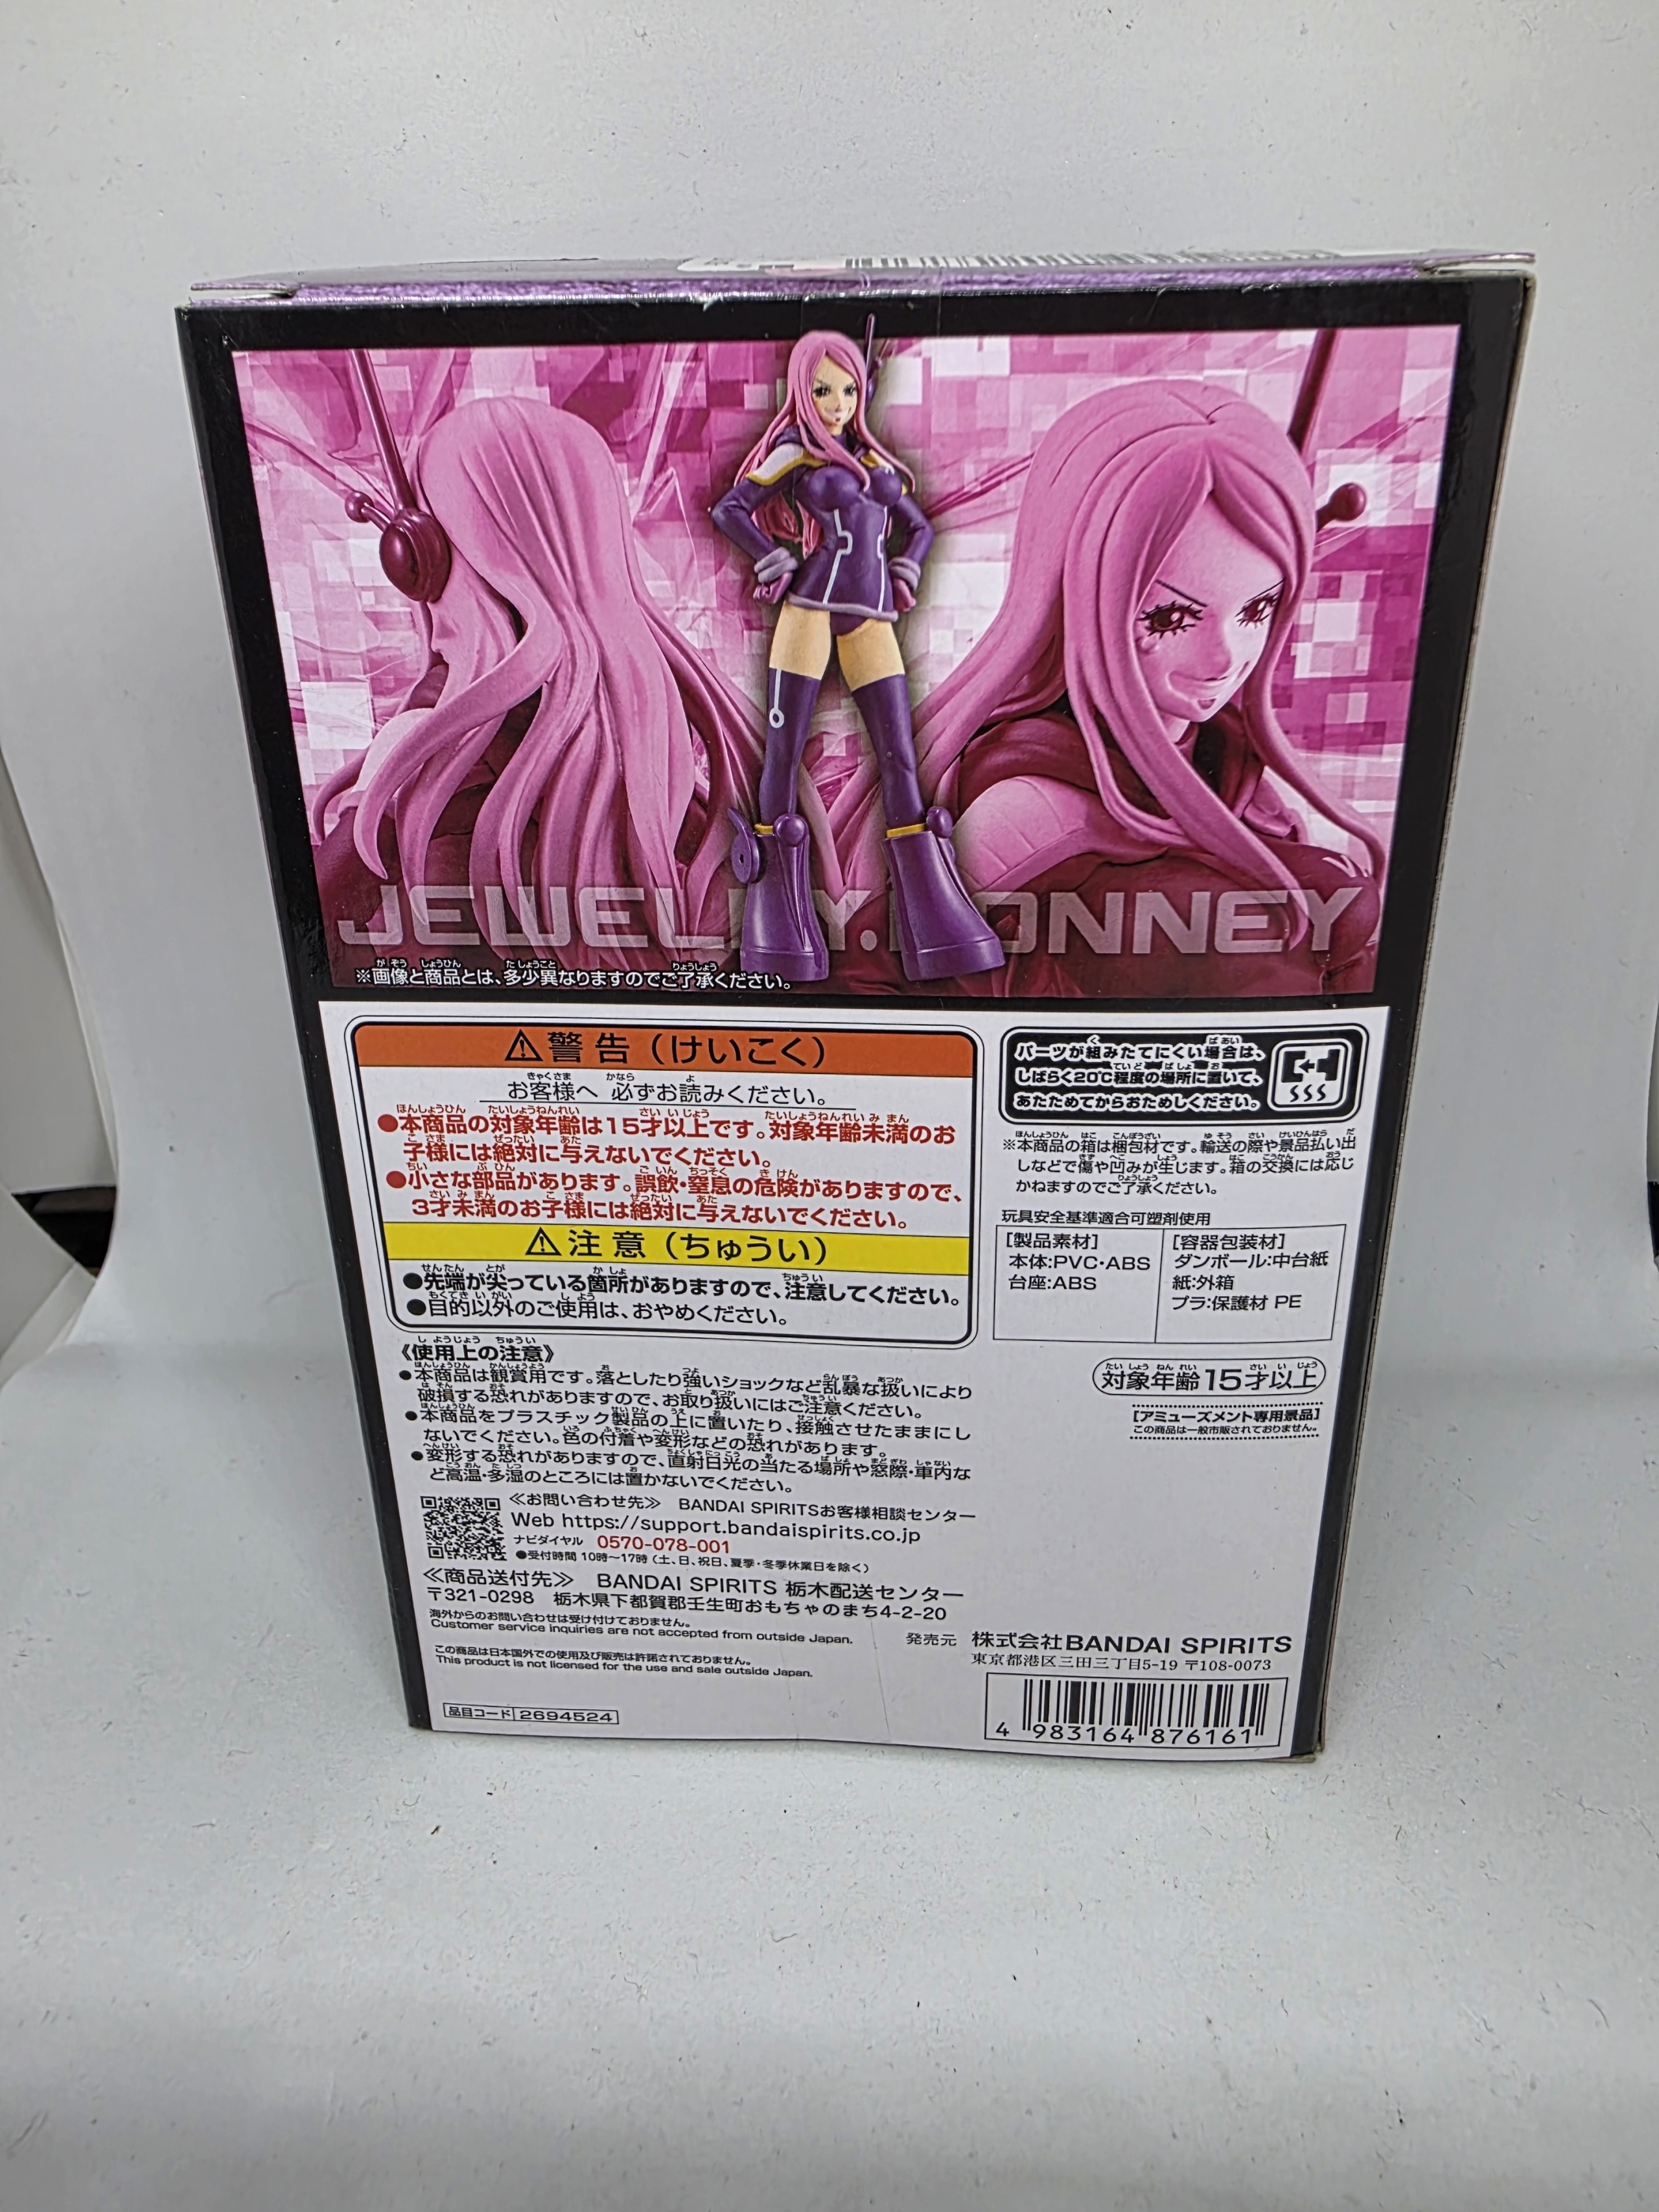 JEWELRY.BONNEY
※画像と商品とは、多少異なりますのでご了承ください。
⚠警告（けいこく）
お客様へ 必ずお読みください。
●本商品の対象年齢は15才以上です。対象年齢未満のお
子様には絶対に与えないでください。
●小さな部品があります。誤飲・窒息の危険がありますので、
3才未満のお子様には絶対に与えないでください。
⚠注意（ちゅうい）
●先端が尖っている箇所がありますので、注意してください。
●目的以外のご使用は、おやめください。
《使用上の注意》
●本商品は観賞用です。落としたり強いショックなど乱暴な扱いにより
破損する恐れがありますので、お取り扱いにはご注意ください。
●本商品をプラスチック製品の上に置いたり、接触させたままにし
ないでください。色の付着や変形などの恐れがあります。
●変形する恐れがありますので、直射日光の当たる場所や窓際・車内な
ど高温・多湿のところには置かないでください。
≪お問い合わせ先≫ BANDAI SPIRITSお客様相談センター
Web https://support.bandaispirits.co.jp
ナビダイヤル 0570-078-001
●受付時間 10時〜17時（土、日、祝日、夏季・冬季休業日を除く）
≪商品送付先≫ BANDAI SPIRITS 栃木配送センター
〒321-0298 栃木県下都賀郡壬生町おもちゃのまち4-2-20
海外からのお問い合わせは受け付けておりません。
Customer service inquiries are not accepted from outside Japan.
この商品は日本国外での使用及び販売は許諾されておりません。
This product is not licensed for the use and sale outside Japan.
品目コード 2694524
パーツが組みたてにくい場合は、
しばらく20℃程度の場所に置いて、
あたためてからおためしください。
※本商品の箱は梱包材です。輸送の際や景品払い出
しなどで傷や凹みが生じます。箱の交換には応じ
かねますのでご了承ください。
玩具安全基準適合可塑剤使用
[製品素材]
本体:PVC・ABS
台座:ABS
[容器包装材]
ダンボール:中台紙
紙:外箱
プラ:保護材 PE
対象年齢15才以上
[アミューズメント専用景品]
この商品は一般市販されておりません。
発売元 株式会社BANDAI SPIRITS
東京都港区三田三丁目5-19 〒108-0073
4 983164 876161